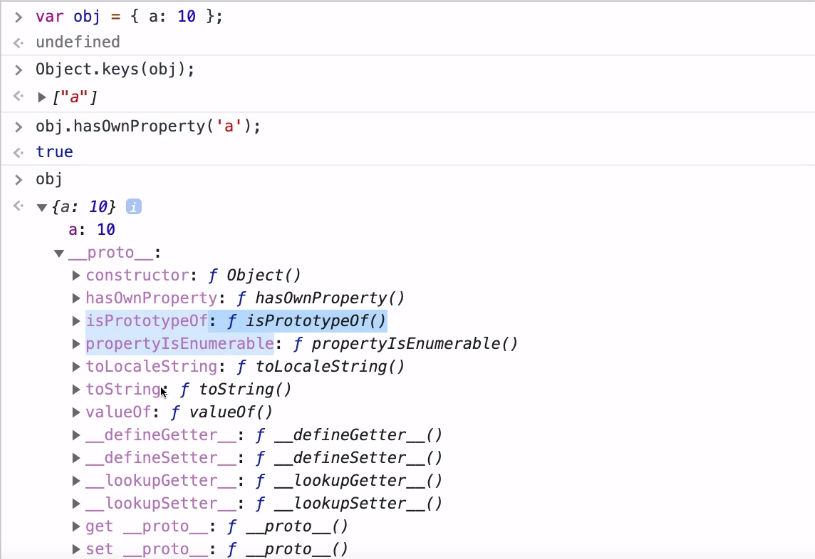 > var obj = { a: 10 };
<· undefined
> Object.keys(obj);
<· ▶ ["a"]
> obj.hasOwnProperty('a');
<· true
> obj
<· ▼ {a: 10} i
a: 10
▼ __proto__:
▶ constructor: ƒ Object()
▶ hasOwnProperty: ƒ hasOwnProperty()
▶ isPrototypeOf: ƒ isPrototypeOf()
▶ propertyIsEnumerable: ƒ propertyIsEnumerable()
▶ toLocaleString: ƒ toLocaleString()
▶ toString: ƒ toString()
▶ valueOf: ƒ valueOf()
▶ __defineGetter__: ƒ __defineGetter__()
▶ __defineSetter__: ƒ __defineSetter__()
▶ __lookupGetter__: ƒ __lookupGetter__()
▶ __lookupSetter__: ƒ __lookupSetter__()
▶ get __proto__: ƒ __proto__()
▶ set __proto__: ƒ __proto__()